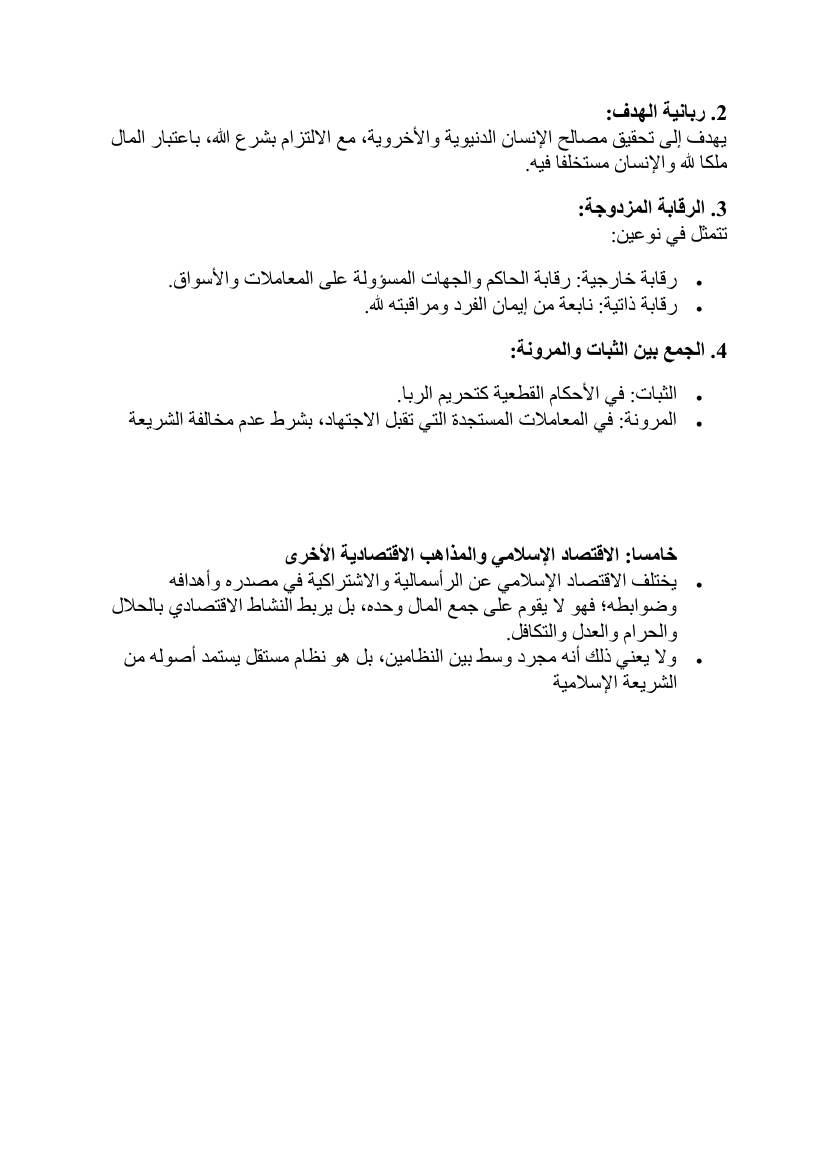 2. ربانية الهدف:
يهدف إلى تحقيق مصالح الإنسان الدنيوية والأخروية، مع الالتزام بشرع الله، باعتبار المال
ملكا لله والإنسان مستخلفا فيه.
3. الرقابة المزدوجة:
تتمثل في نوعين:
• رقابة خارجية: رقابة الحاكم والجهات المسؤولة على المعاملات والأسواق.
• رقابة ذاتية: نابعة من إيمان الفرد ومراقبته لله.
4. الجمع بين الثبات والمرونة:
• الثبات: في الأحكام القطعية كتحريم الربا.
• المرونة: في المعاملات المستجدة التي تقبل الاجتهاد، بشرط عدم مخالفة الشريعة
خامسا: الاقتصاد الإسلامي والمذاهب الاقتصادية الأخرى
• يختلف الاقتصاد الإسلامي عن الرأسمالية والاشتراكية في مصدره وأهدافه
وضوابطه؛ فهو لا يقوم على جمع المال وحده، بل يربط النشاط الاقتصادي بالحلال
والحرام والعدل والتكافل.
• ولا يعني ذلك أنه مجرد وسط بين النظامين، بل هو نظام مستقل يستمد أصوله من
الشريعة الإسلامية